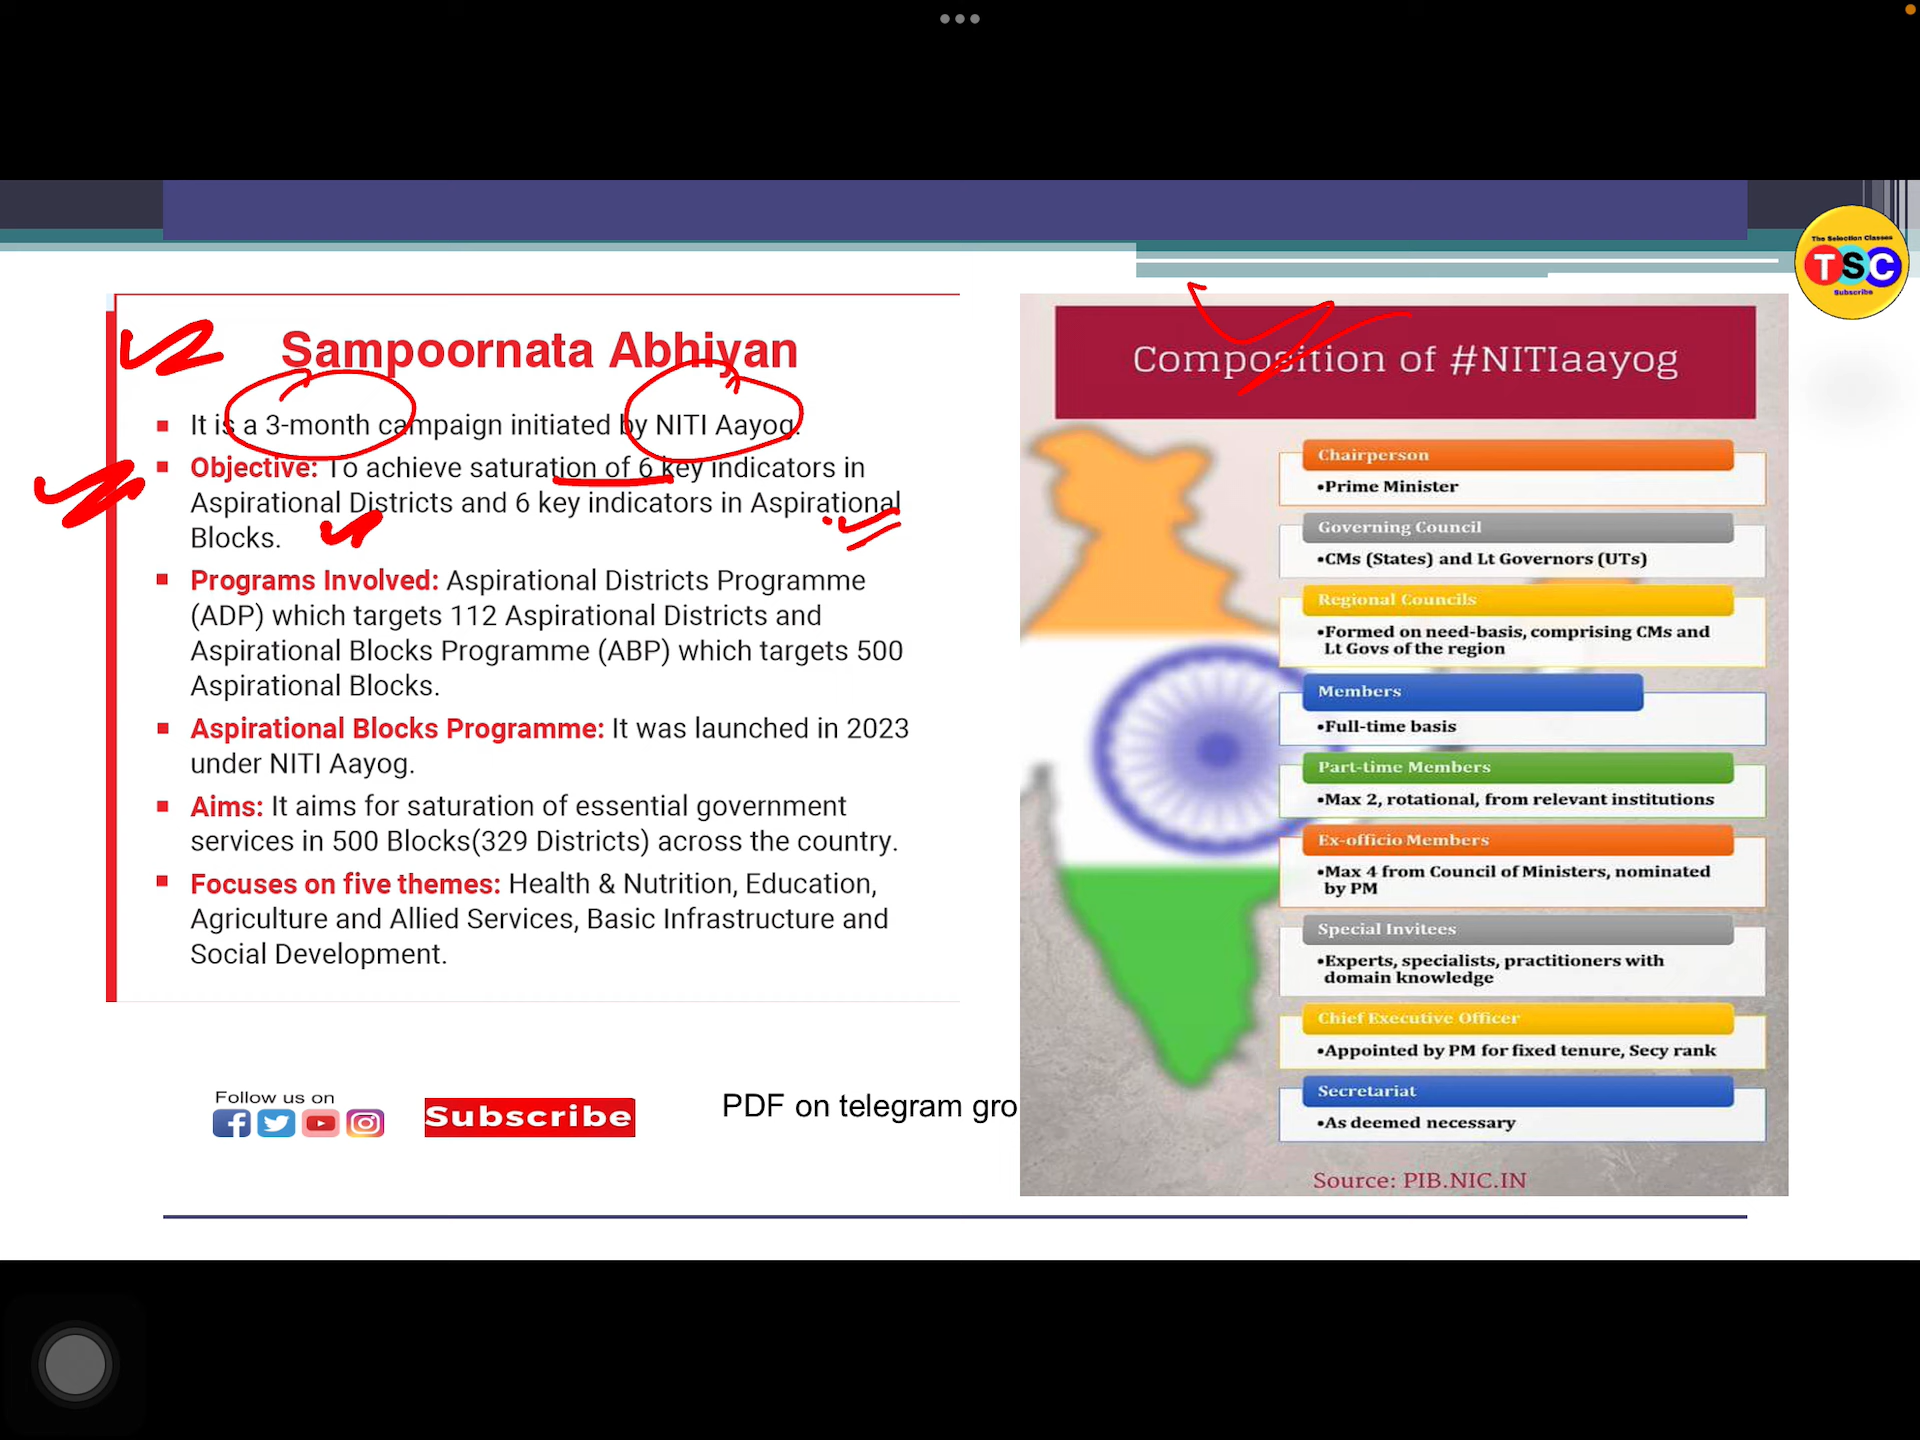 The Selection Classes
TSC
Subscribe
Sampoornata Abhiyan
It is a 3-month campaign initiated by NITI Aayog.
Objective: To achieve saturation of 6 key indicators in
Aspirational Districts and 6 key indicators in Aspirational
Blocks.
Programs Involved: Aspirational Districts Programme
(ADP) which targets 112 Aspirational Districts and
Aspirational Blocks Programme (ABP) which targets 500
Aspirational Blocks.
Aspirational Blocks Programme: It was launched in 2023
under NITI Aayog.
Aims: It aims for saturation of essential government
services in 500 Blocks(329 Districts) across the country.
Focuses on five themes: Health & Nutrition, Education,
Agriculture and Allied Services, Basic Infrastructure and
Social Development.
Follow us on
Subscribe
PDF on telegram gro
Composition of #NITIaayog
Chairperson
•Prime Minister
Governing Council
•CMs (States) and Lt Governors (UTs)
Regional Councils
•Formed on need-basis, comprising CMs and
Lt Govs of the region
Members
•Full-time basis
Part-time Members
•Max 2, rotational, from relevant institutions
Ex-officio Members
•Max 4 from Council of Ministers, nominated
by PM
Special Invitees
•Experts, specialists, practitioners with
domain knowledge
Chief Executive Officer
•Appointed by PM for fixed tenure, Secy rank
Secretariat
•As deemed necessary
Source: PIB.NIC.IN